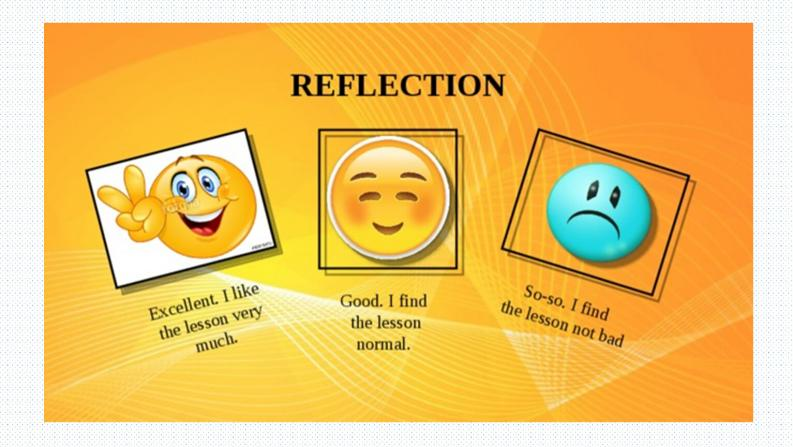 REFLECTION
Excellent. I like
the lesson very
much.
Good. I find
the lesson
normal.
So-so. I find
the lesson not bad